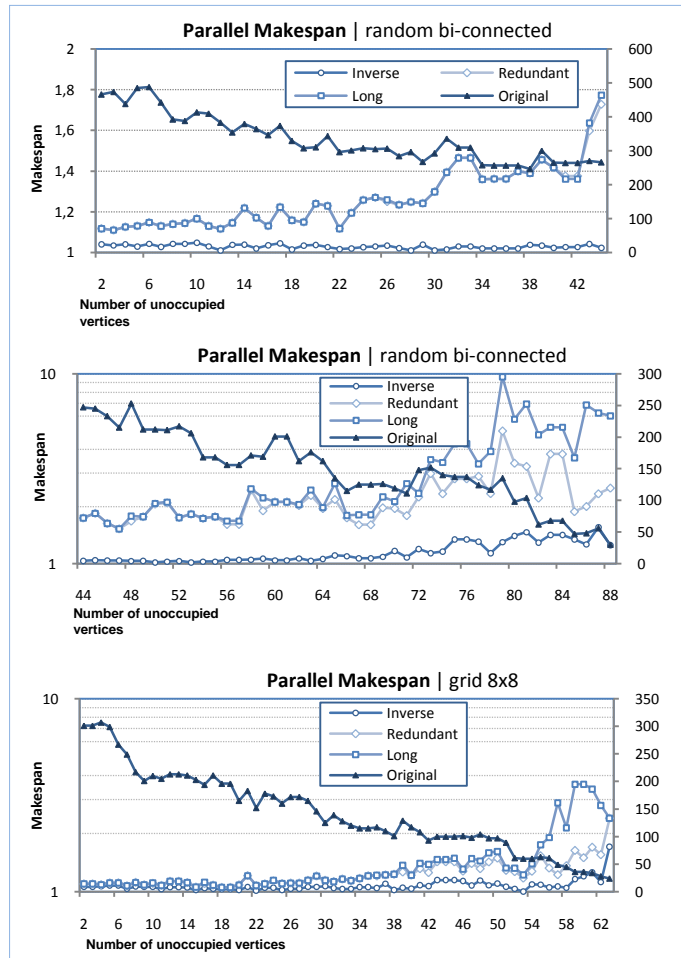 Parallel Makespan | random bi-connected
2 600
1,8 500
1,6 400
1,4 300
1,2 200
100
1 0
Makespan
Inverse Redundant
Long Original
2 6 10 14 18 22 26 30 34 38 42
Number of unoccupied
vertices
Parallel Makespan | random bi-connected
10 300
250
200
150
100
50
1 0
Makespan
Inverse
Redundant
Long
Original
44 48 52 56 60 64 68 72 76 80 84 88
Number of unoccupied
vertices
Parallel Makespan | grid 8x8
10 350
300
250
200
150
100
50
1 0
Makespan
Inverse
Redundant
Long
Original
2 6 10 14 18 22 26 30 34 38 42 46 50 54 58 62
Number of unoccupied vertices